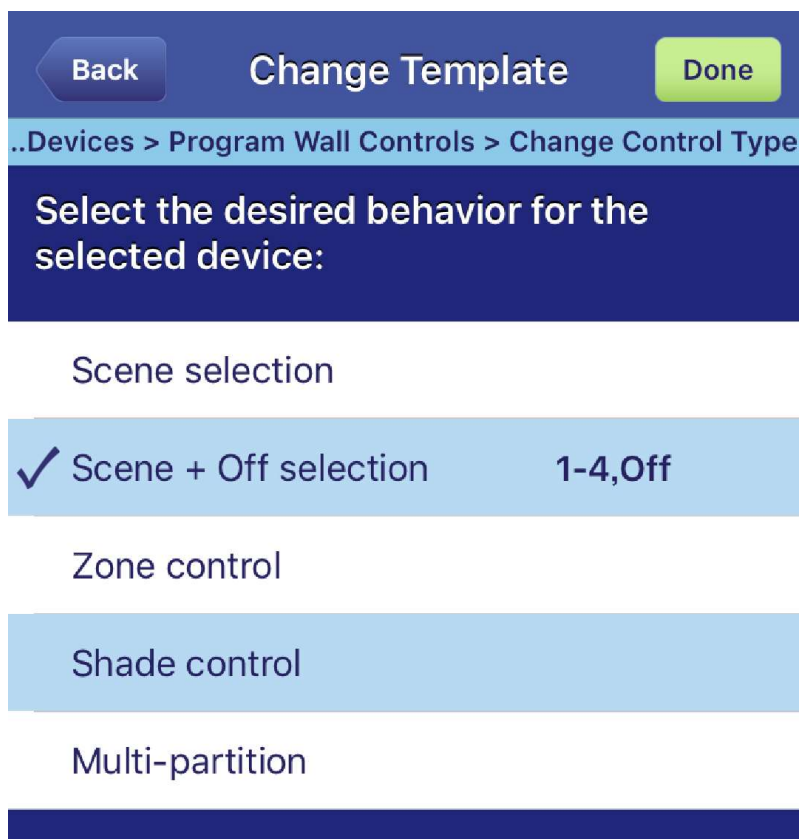 Back Change Template Done
..Devices > Program Wall Controls > Change Control Type
Select the desired behavior for the
selected device:
Scene selection
Scene + Off selection 1-4,Off
Zone control
Shade control
Multi-partition